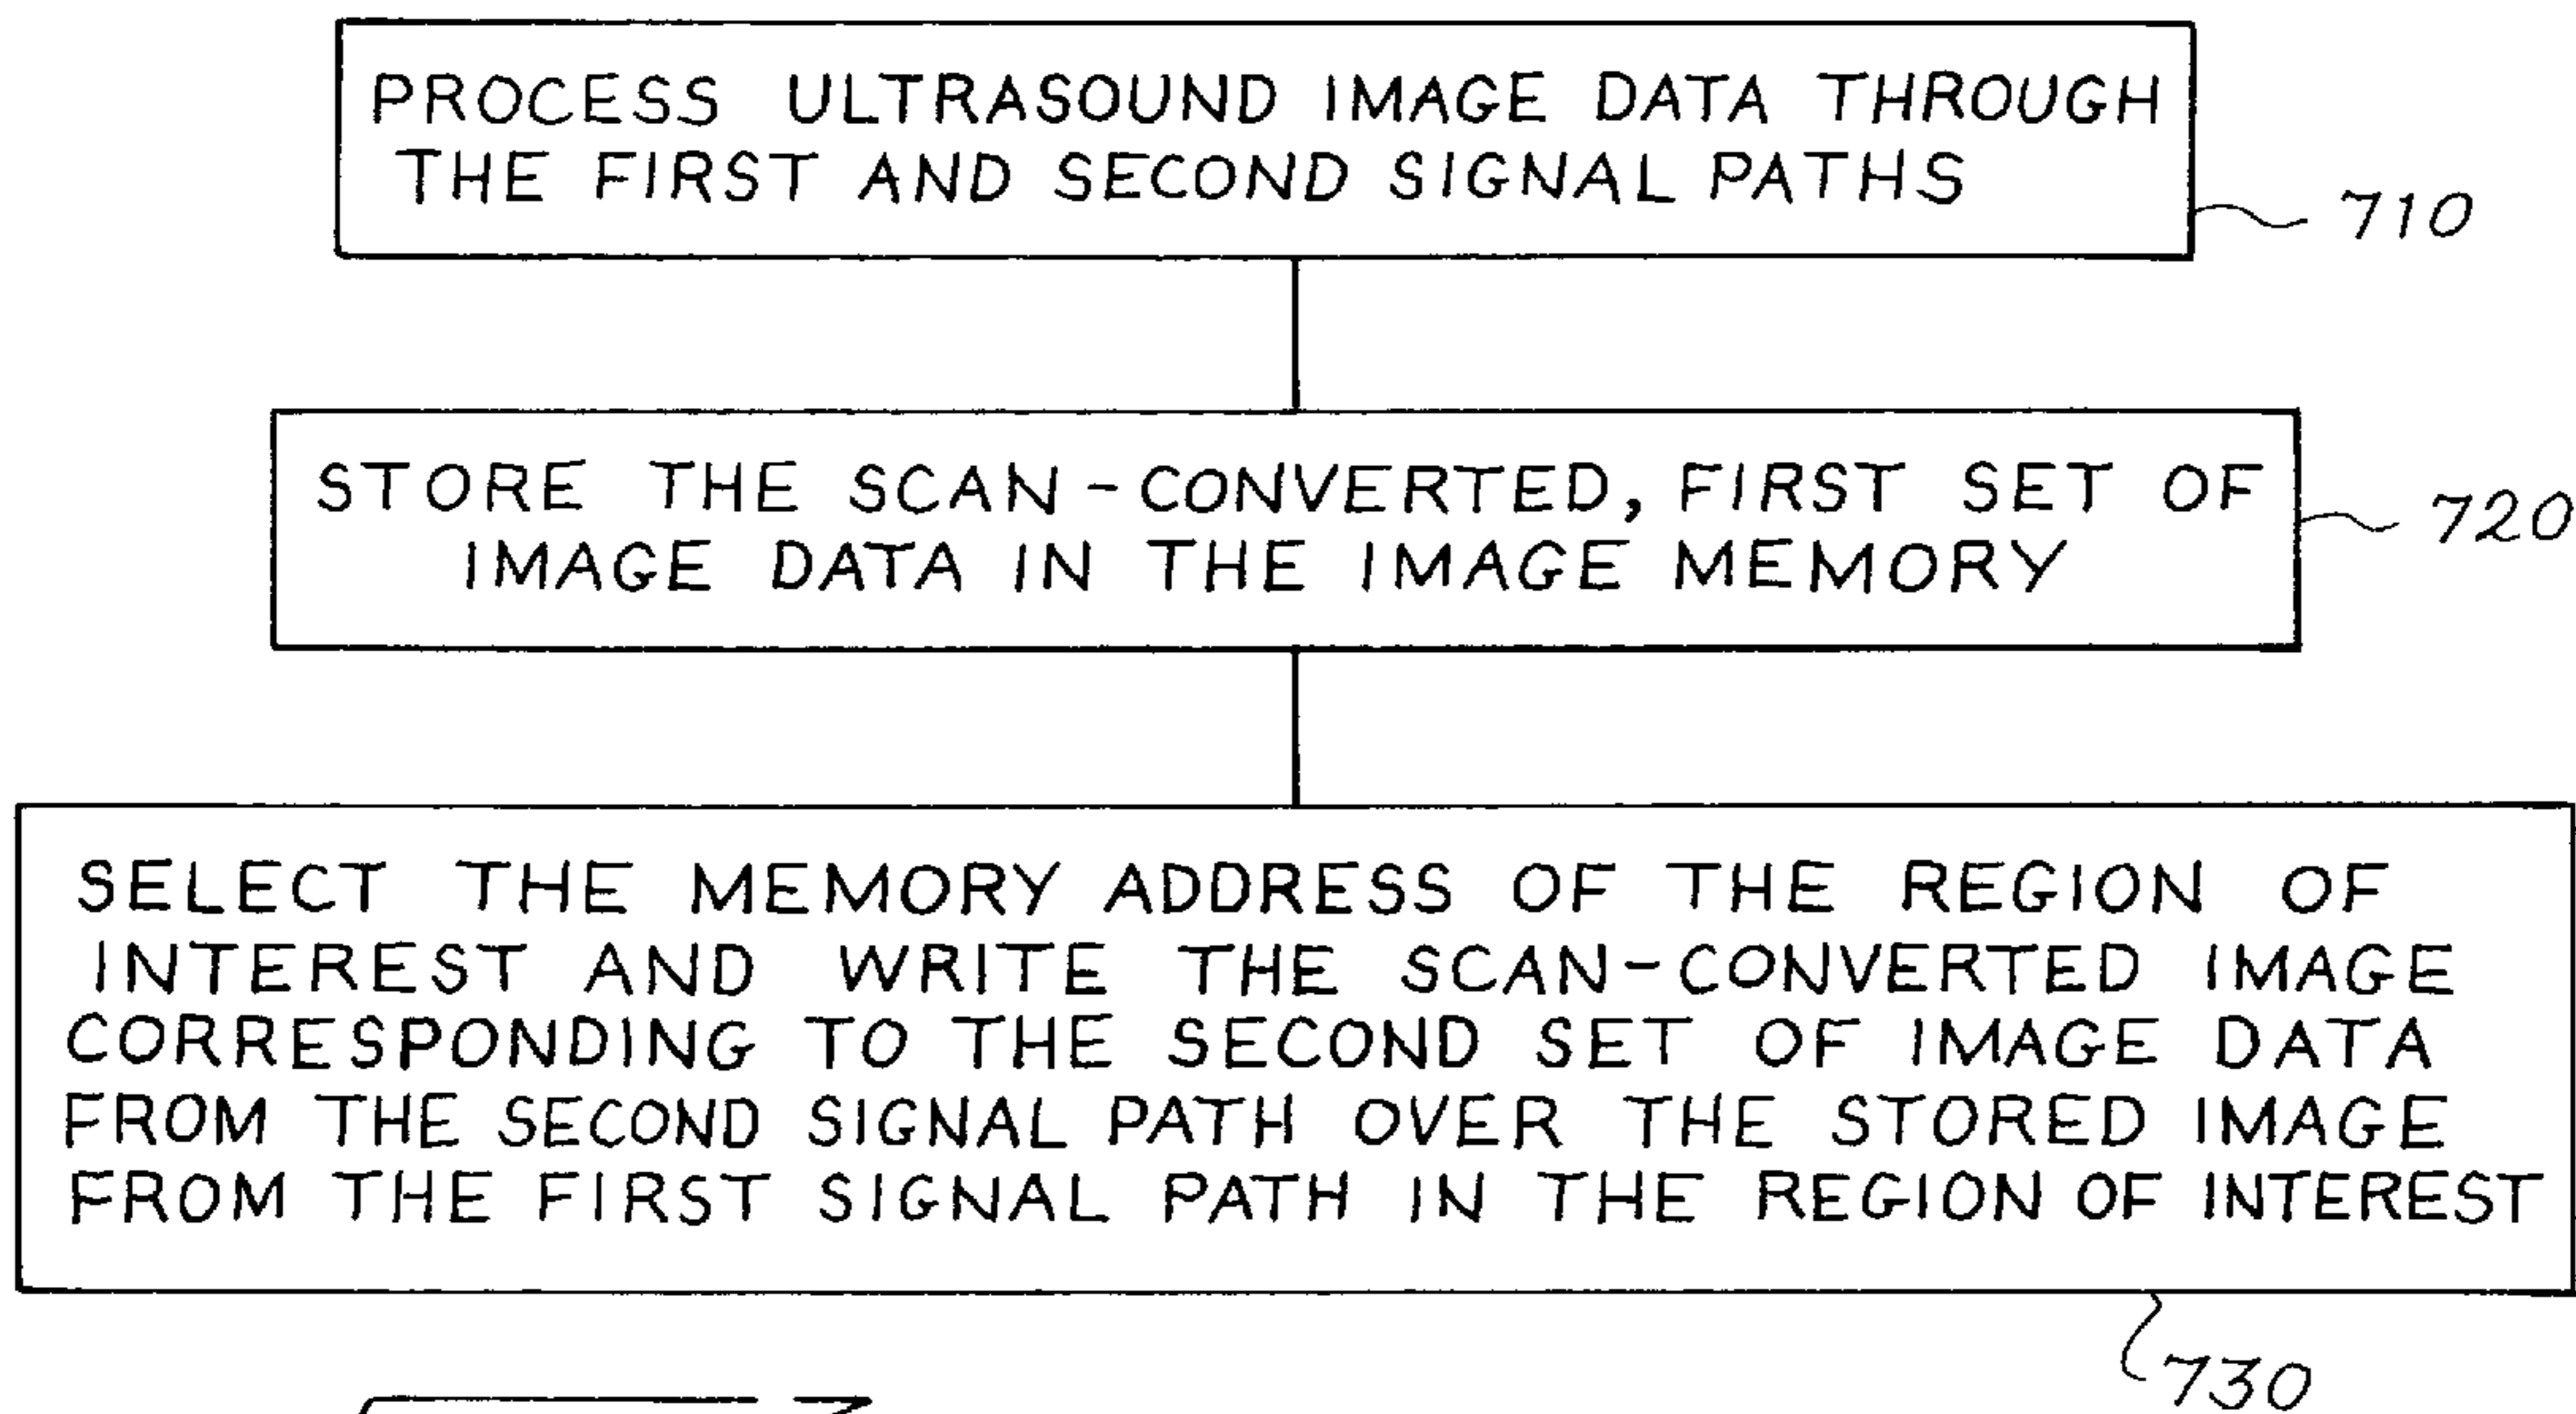 PROCESS ULTRASOUND IMAGE DATA THROUGH
THE FIRST AND SECOND SIGNAL PATHS
710
STORE THE SCAN-CONVERTED, FIRST SET OF
IMAGE DATA IN THE IMAGE MEMORY
720
SELECT THE MEMORY ADDRESS OF THE REGION OF
INTEREST AND WRITE THE SCAN-CONVERTED IMAGE
CORRESPONDING TO THE SECOND SET OF IMAGE DATA
FROM THE SECOND SIGNAL PATH OVER THE STORED IMAGE
FROM THE FIRST SIGNAL PATH IN THE REGION OF INTEREST
730